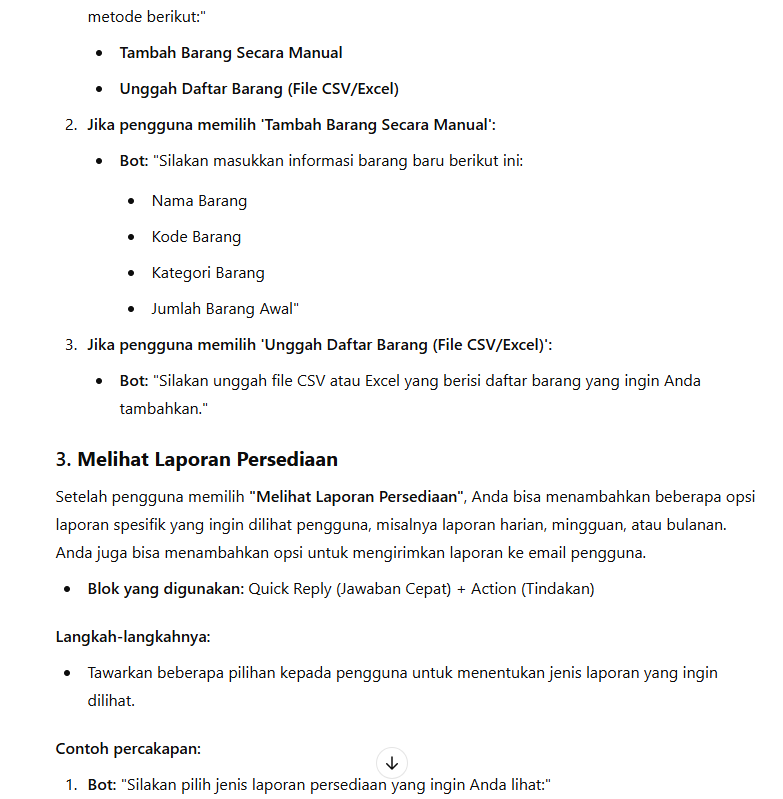 metode berikut:"
• Tambah Barang Secara Manual
• Unggah Daftar Barang (File CSV/Excel)
2. Jika pengguna memilih 'Tambah Barang Secara Manual':
• Bot: "Silakan masukkan informasi barang baru berikut ini:
• Nama Barang
• Kode Barang
• Kategori Barang
• Jumlah Barang Awal"
3. Jika pengguna memilih 'Unggah Daftar Barang (File CSV/Excel)':
• Bot: "Silakan unggah file CSV atau Excel yang berisi daftar barang yang ingin Anda
tambahkan."
3. Melihat Laporan Persediaan
Setelah pengguna memilih "Melihat Laporan Persediaan", Anda bisa menambahkan beberapa opsi
laporan spesifik yang ingin dilihat pengguna, misalnya laporan harian, mingguan, atau bulanan.
Anda juga bisa menambahkan opsi untuk mengirimkan laporan ke email pengguna.
• Blok yang digunakan: Quick Reply (Jawaban Cepat) + Action (Tindakan)
Langkah-langkahnya:
• Tawarkan beberapa pilihan kepada pengguna untuk menentukan jenis laporan yang ingin
dilihat.
Contoh percakapan:
1. Bot: "Silakan pilih jenis laporan persediaan yang ingin Anda lihat:"